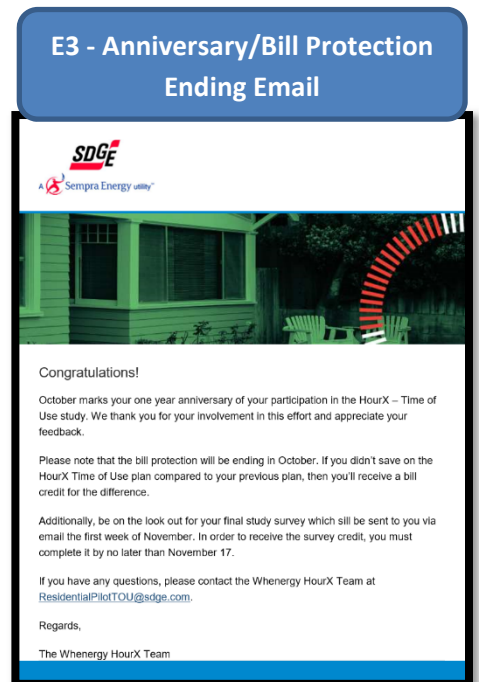 E3 - Anniversary/Bill Protection
Ending Email
SDGE
A Sempra Energy utility™
Congratulations!
October marks your one year anniversary of your participation in the HourX – Time of
Use study. We thank you for your involvement in this effort and appreciate your
feedback.
Please note that the bill protection will be ending in October. If you didn't save on the
HourX Time of Use plan compared to your previous plan, then you'll receive a bill
credit for the difference.
Additionally, be on the look out for your final study survey which sill be sent to you via
email the first week of November. In order to receive the survey credit, you must
complete it by no later than November 17.
If you have any questions, please contact the Whenergy HourX Team at
ResidentialPilotTOU@sdge.com.
Regards,
The Whenergy HourX Team